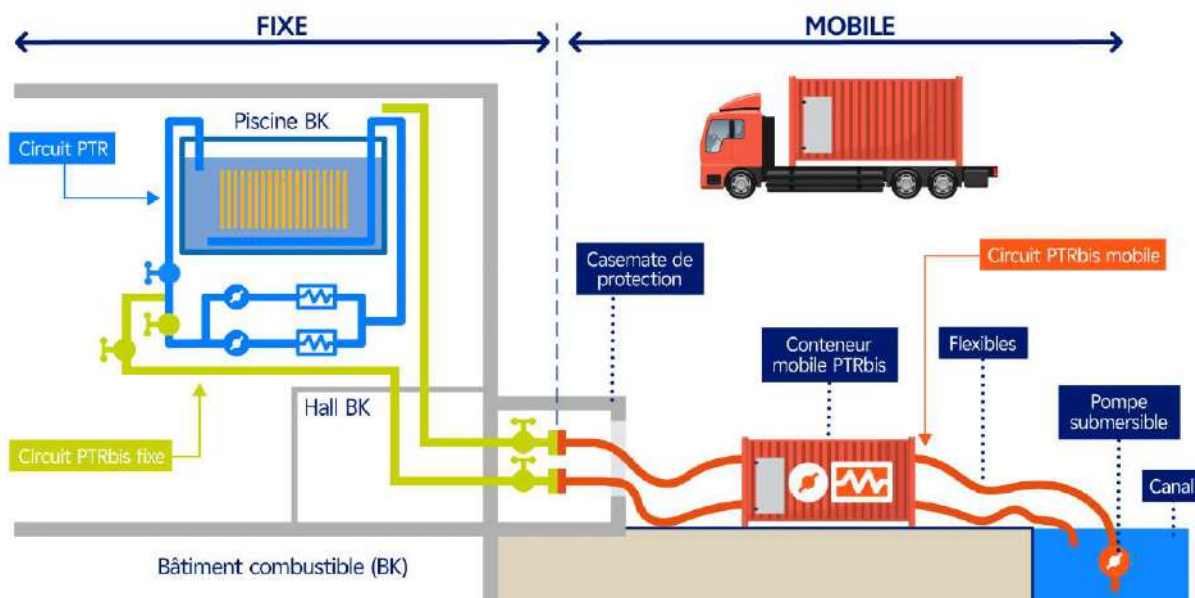 FIXE
MOBILE
Piscine BK
Circuit PTR
Casemate de
protection
Circuit PTRbis mobile
Conteneur
mobile PTRbis
Flexibles
Hall BK
Pompe
submersible
Circuit PTRbis fixe
Canal
Bâtiment combustible (BK)